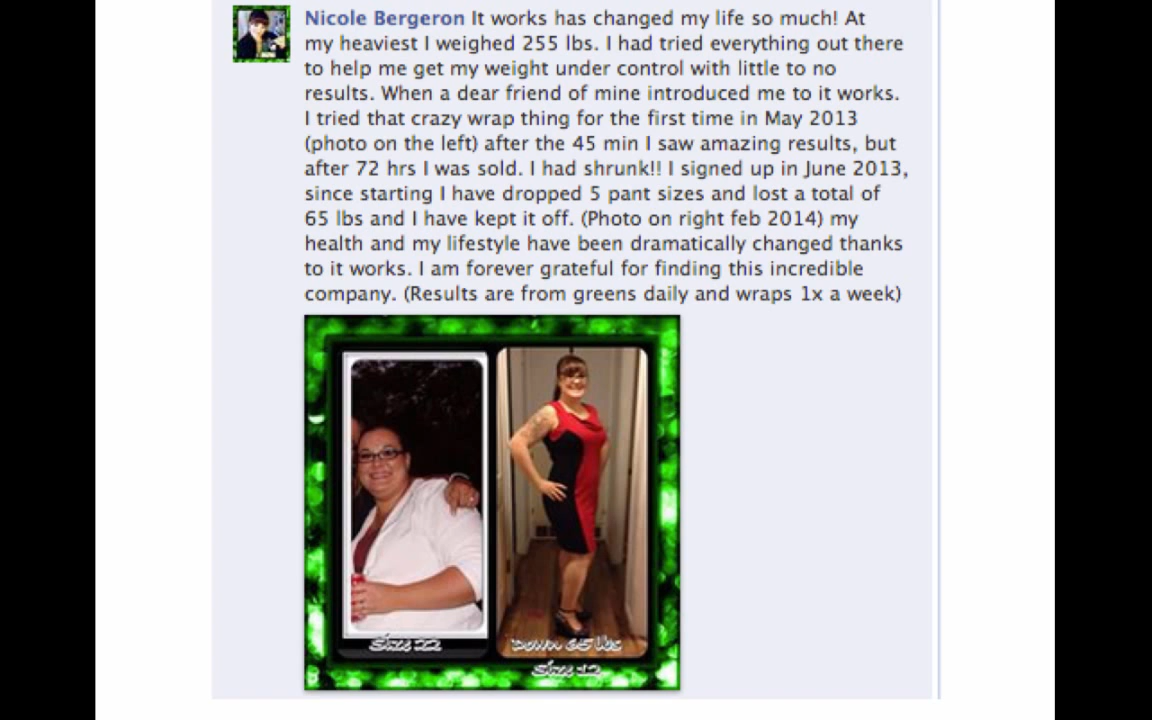 Nicole Bergeron It works has changed my life so much! At
my heaviest I weighed 255 lbs. I had tried everything out there
to help me get my weight under control with little to no
results. When a dear friend of mine introduced me to it works.
I tried that crazy wrap thing for the first time in May 2013
(photo on the left) after the 45 min I saw amazing results, but
after 72 hrs I was sold. I had shrunk!! I signed up in June 2013,
since starting I have dropped 5 pant sizes and lost a total of
65 lbs and I have kept it off. (Photo on right feb 2014) my
health and my lifestyle have been dramatically changed thanks
to it works. I am forever grateful for finding this incredible
company. (Results are from greens daily and wraps 1x a week)
Size 22
Down 65 lbs
Size 12